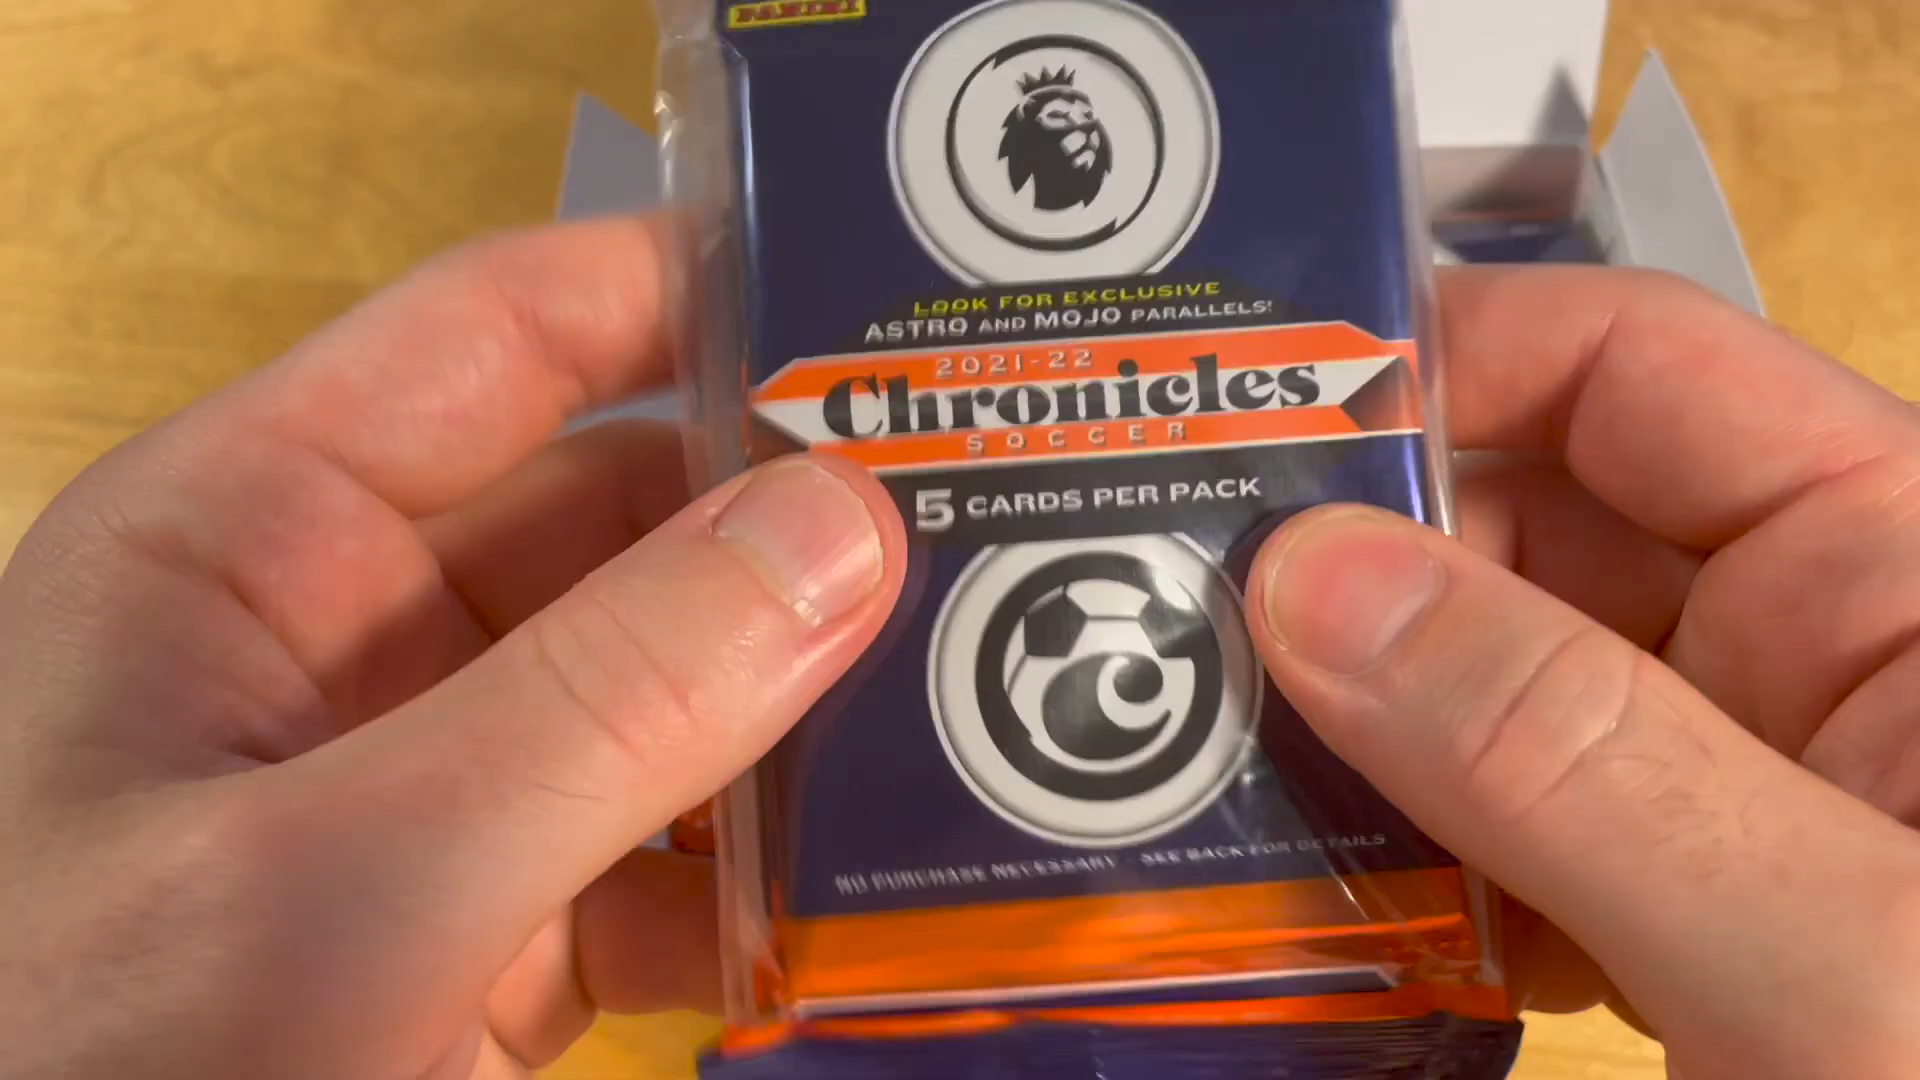 PANINI
LOOK FOR EXCLUSIVE
ASTRO AND MOJO PARALLELS!
2021-22
Chronicles
SOCCER
5 CARDS PER PACK
NO PURCHASE NECESSARY - SEE BACK FOR DETAILS